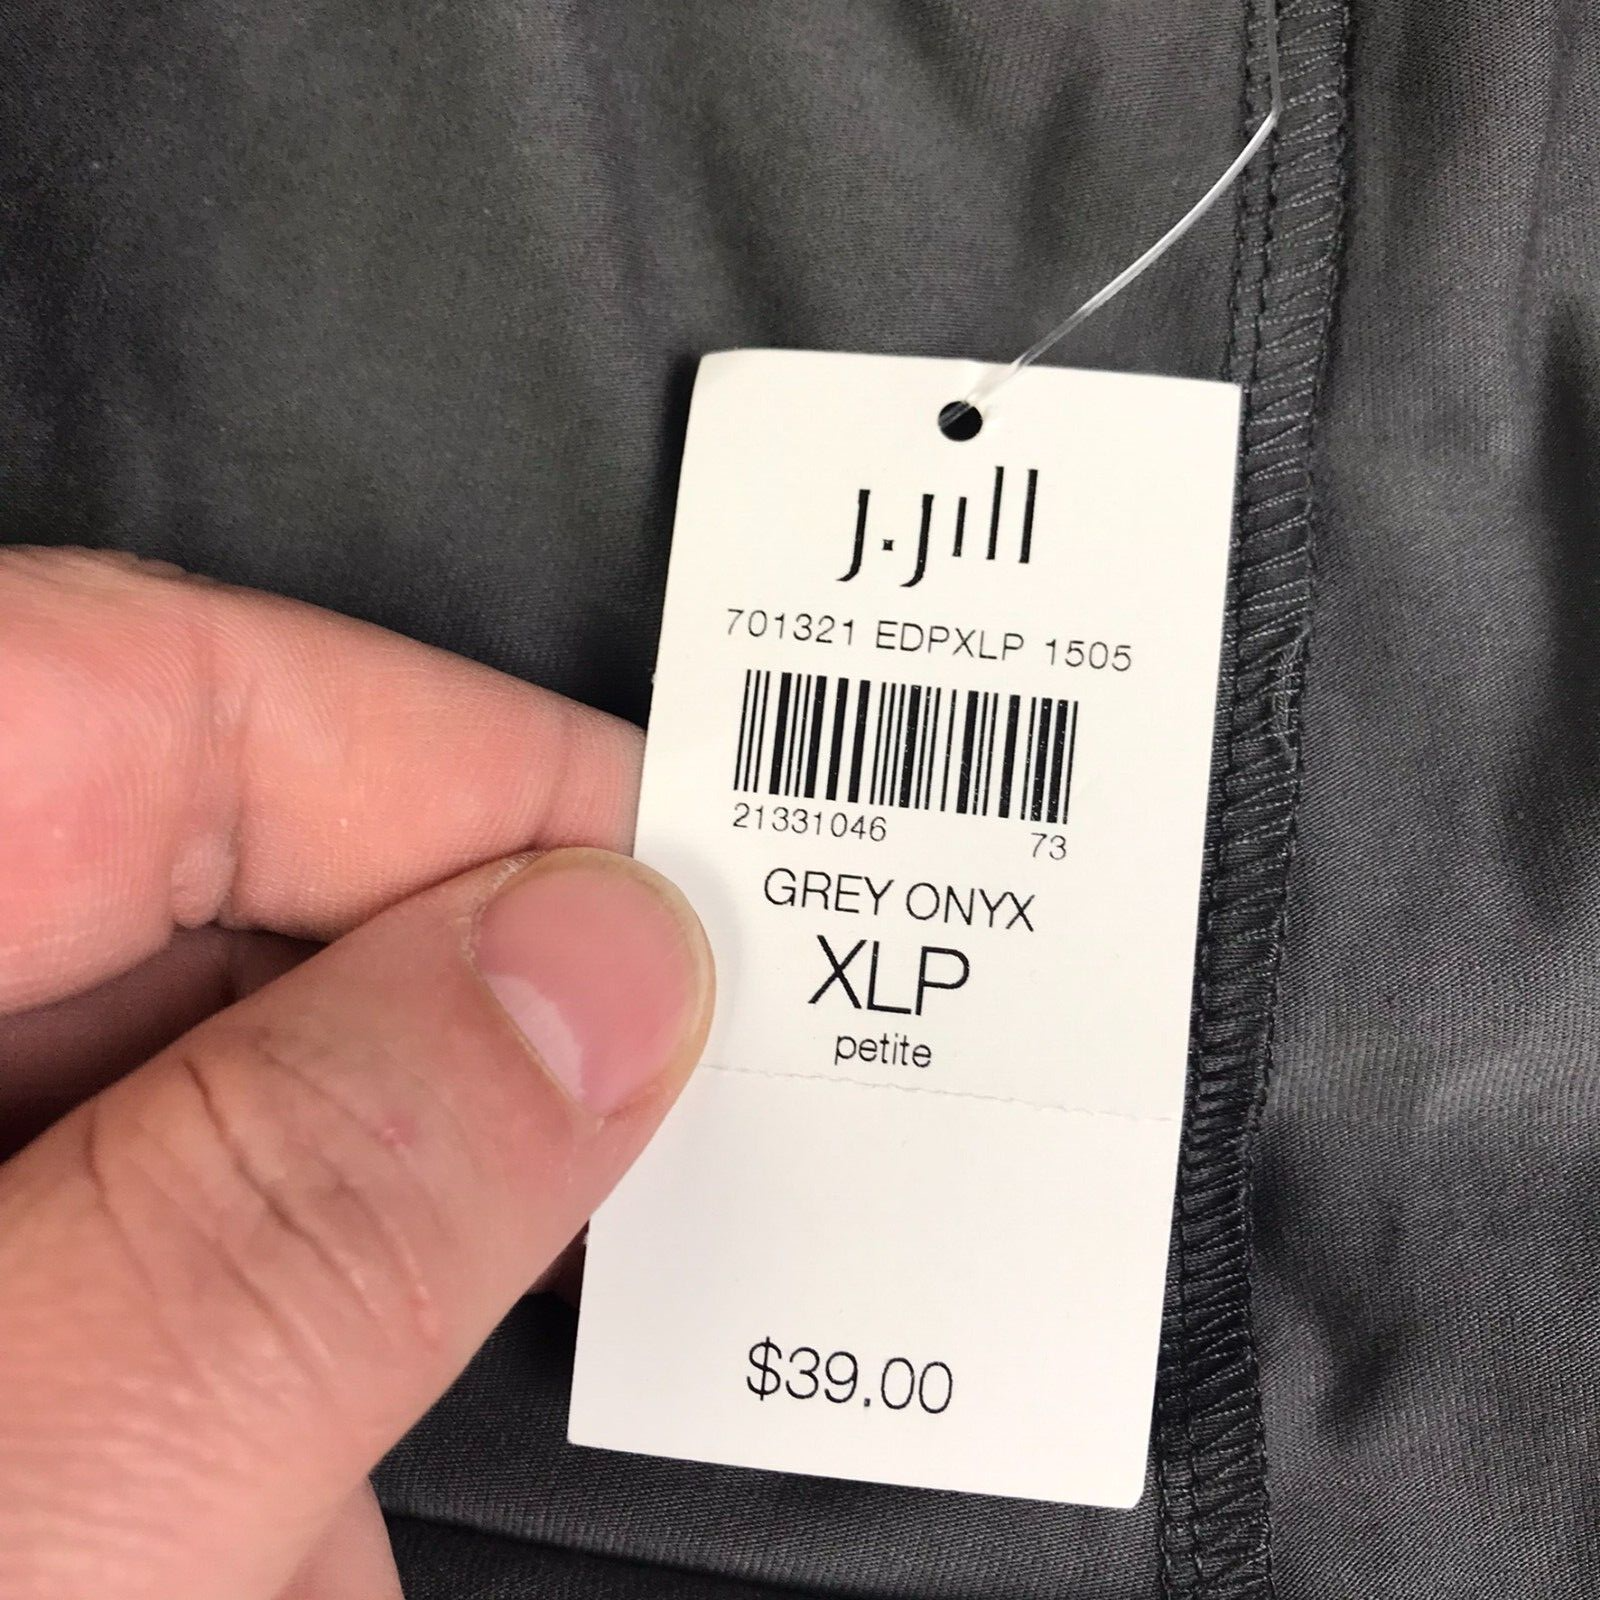 J.Jill
701321 EDPXLP 1505
21331046 73
GREY ONYX
XLP
petite
$39.00